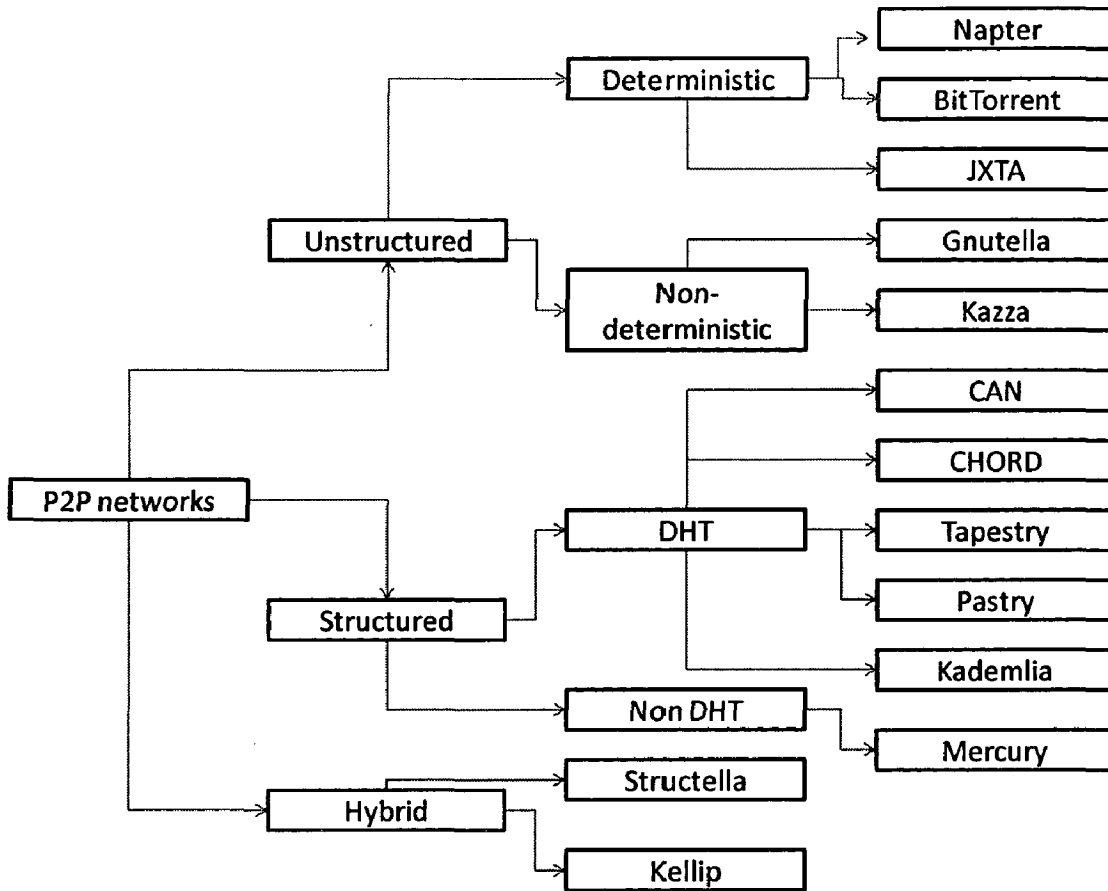 Napter
Deterministic
BitTorrent
JXTA
Unstructured
Gnutella
Non-
deterministic
Kazza
CAN
CHORD
P2P networks
DHT
Tapestry
Pastry
Structured
Kademlia
Non DHT
Mercury
Structella
Hybrid
Kellip